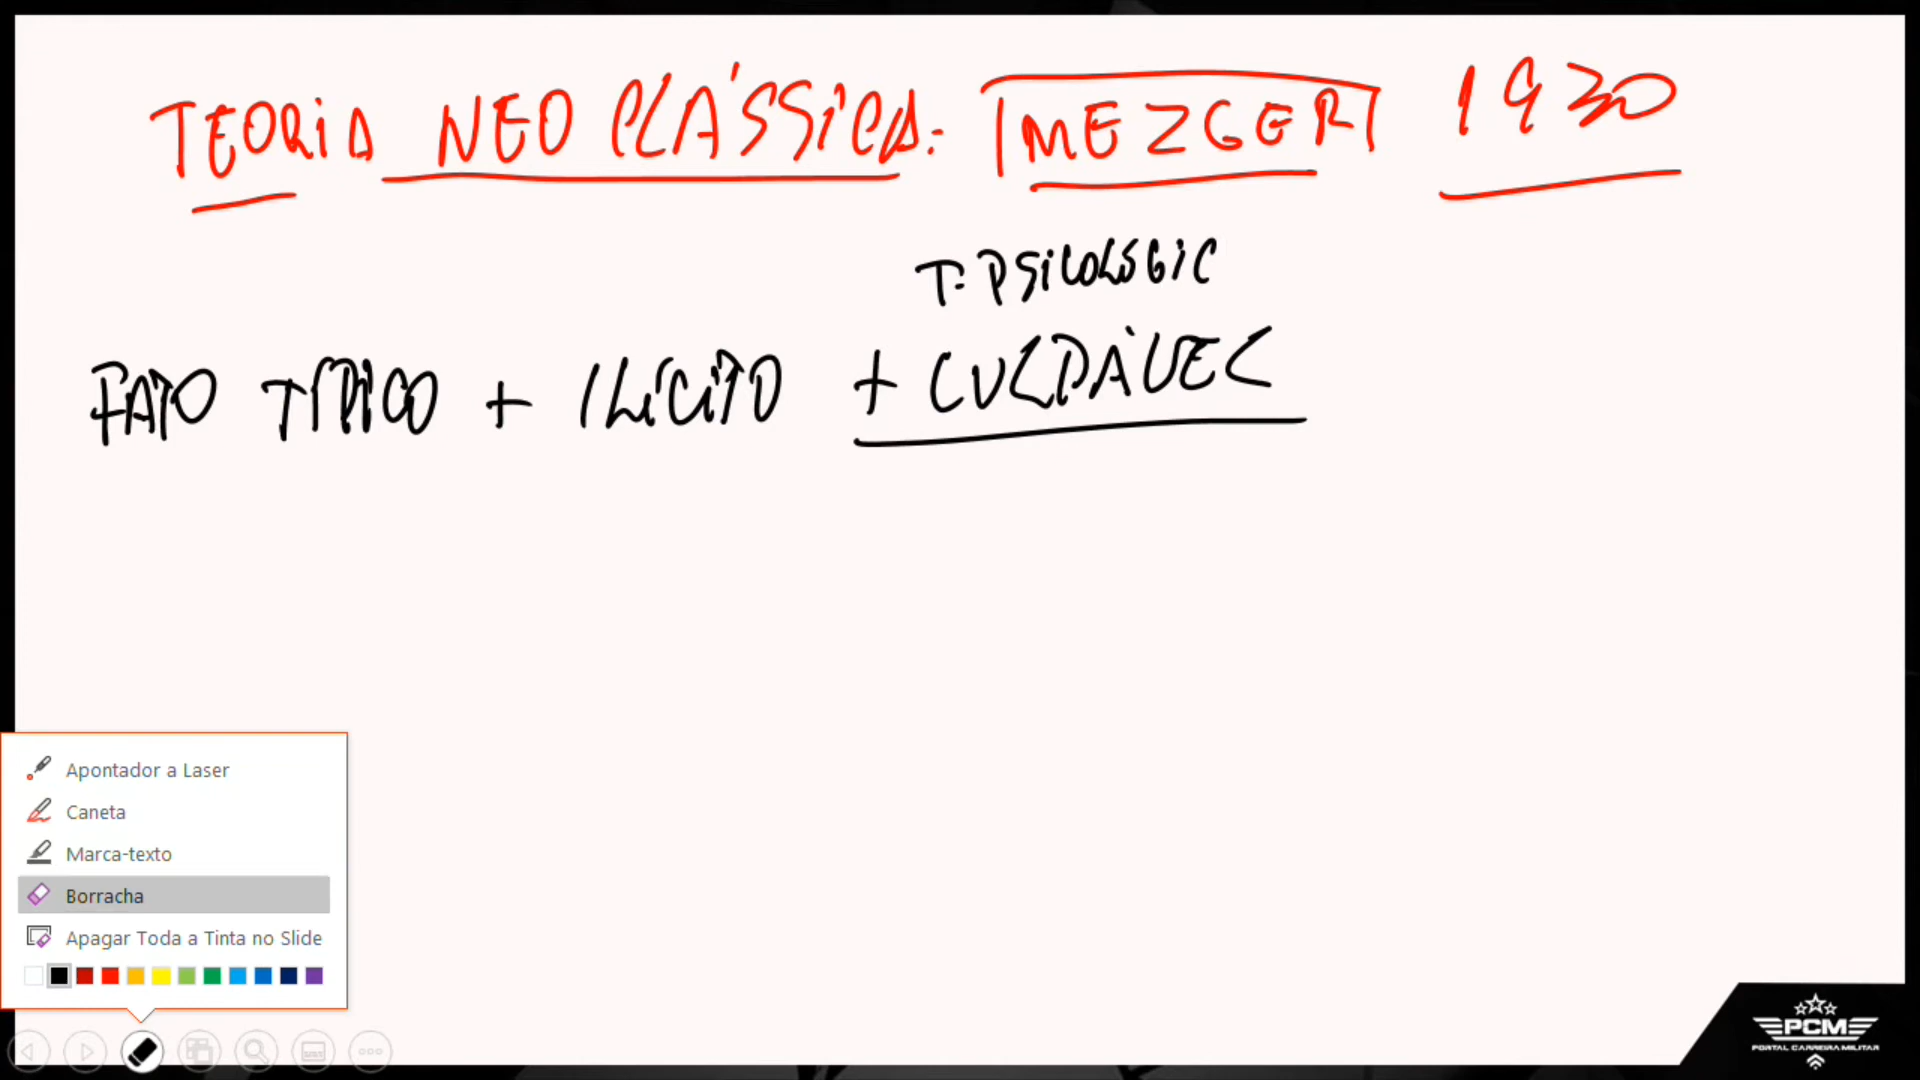 TEORIA NEO CLÁSSICA. MEZGER 1930
T. PSICOLÓGIC
FATO TÍPICO + ILÍCITO + CULPÁVEL
Apontador a Laser
Caneta
Marca-texto
Borracha
Apagar Toda a Tinta no Slide
PCM
PORTAL CARREIRA MILITAR